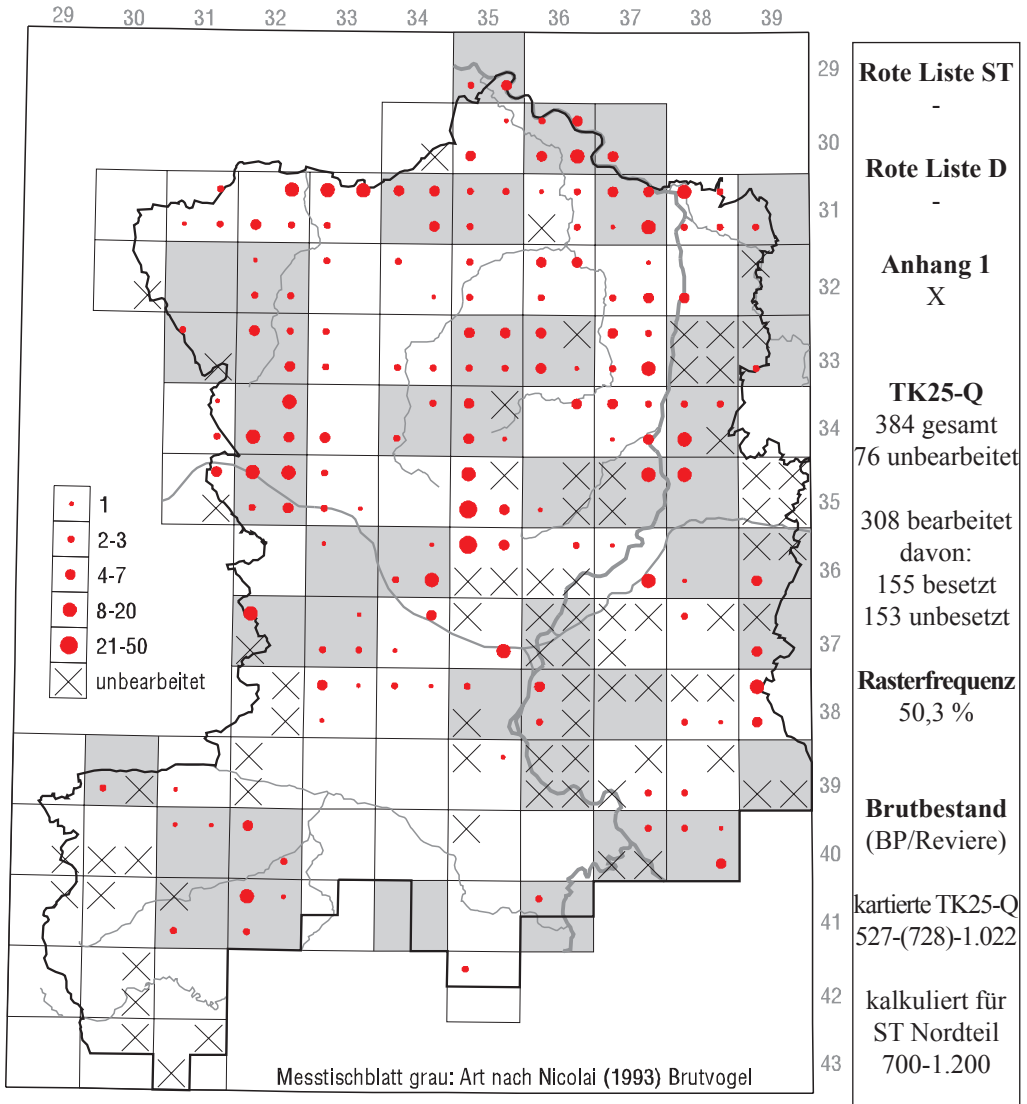 29 30 31 32 33 34 35 36 37 38 39
29
30
31
32
33
34
35
36
37
38
39
40
41
42
43
1
2-3
4-7
8-20
21-50
unbearbeitet
Messtischblatt grau: Art nach Nicolai (1993) Brutvogel
Rote Liste ST
-
Rote Liste D
-
Anhang 1
X
TK25-Q
384 gesamt
76 unbearbeitet
308 bearbeitet
davon:
155 besetzt
153 unbesetzt
Rasterfrequenz
50,3 %
Brutbestand
(BP/Reviere)
kartierte TK25-Q
527-(728)-1.022
kalkuliert für
ST Nordteil
700-1.200